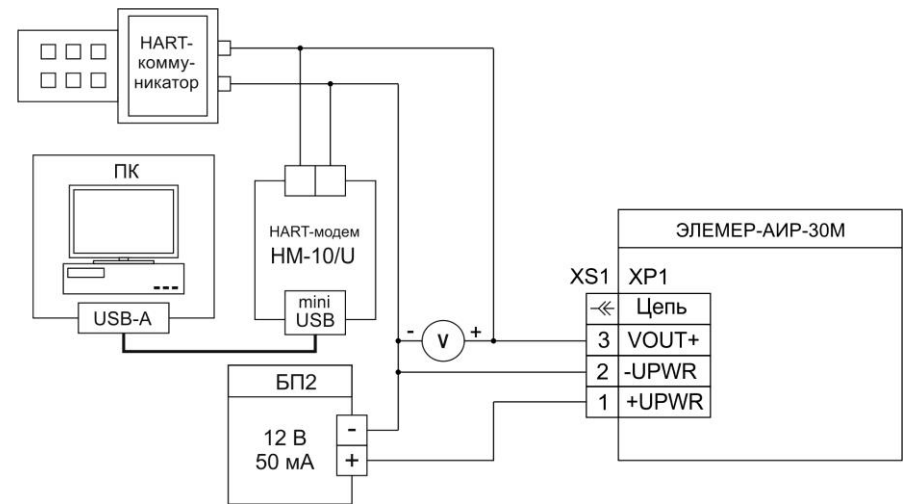 HART-
комму-
никатор
ПК
USB-A
HART-модем
HM-10/U
mini
USB
- V +
БП2
12 В
50 мА
-
+
ЭЛЕМЕР-АИР-30М
XS1 XP1
Цепь
3 VOUT+
2 -UPWR
1 +UPWR